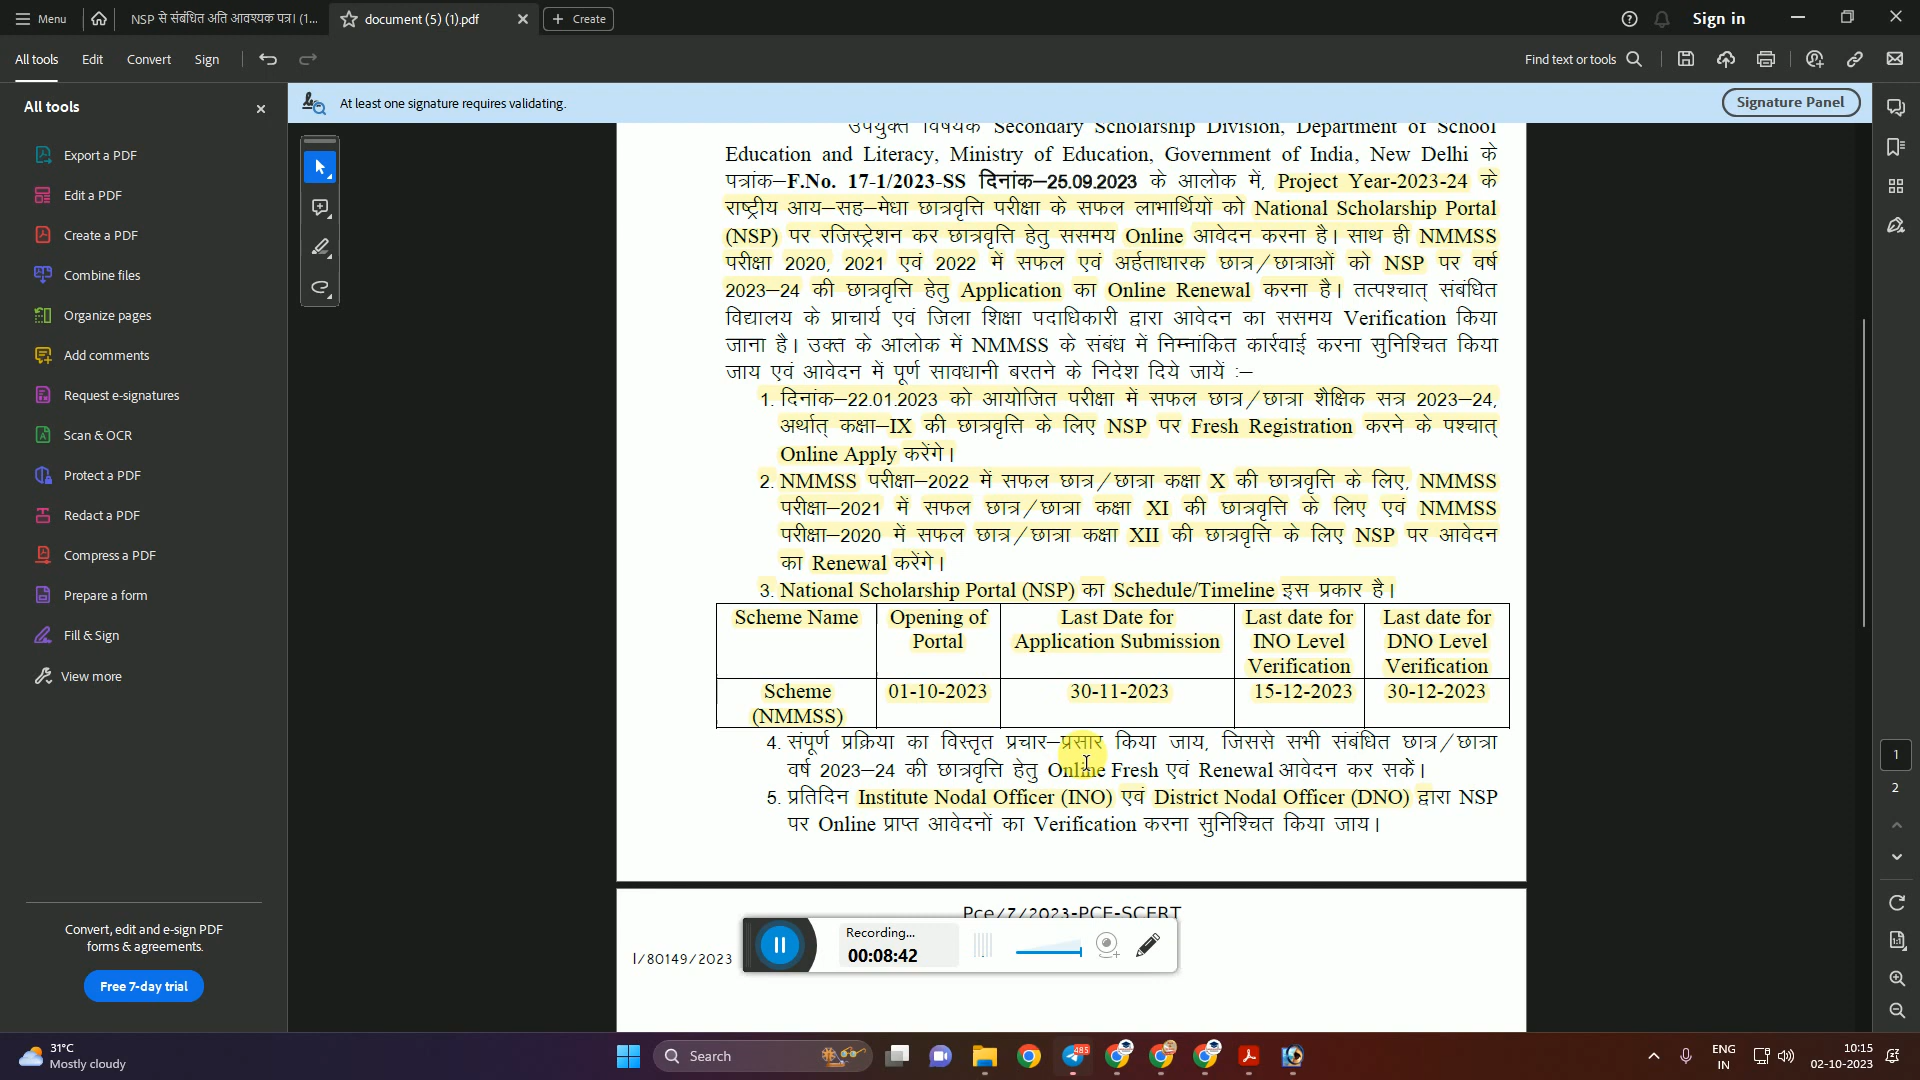 Menu
NSP से संबंधित अति आवश्यक पत्र। (1...
document (5) (1).pdf
Create
Sign in
All tools
Edit
Convert
Sign
Find text or tools
All tools
At least one signature requires validating.
Signature Panel
Export a PDF
Edit a PDF
Create a PDF
Combine files
Organize pages
Add comments
Request e-signatures
Scan & OCR
Protect a PDF
Redact a PDF
Compress a PDF
Prepare a form
Fill & Sign
View more
Convert, edit and e-sign PDF
forms & agreements.
Free 7-day trial
उपर्युक्त विषयक Secondary Scholarship Division, Department of School
Education and Literacy, Ministry of Education, Government of India, New Delhi के
पत्रांक–F.No. 17-1/2023-SS दिनांक–25.09.2023 के आलोक में, Project Year-2023-24 के
राष्ट्रीय आय–सह–मेधा छात्रवृत्ति परीक्षा के सफल लाभार्थियों को National Scholarship Portal
(NSP) पर रजिस्ट्रेशन कर छात्रवृत्ति हेतु ससमय Online आवेदन करना है। साथ ही NMMSS
परीक्षा 2020, 2021 एवं 2022 में सफल एवं अर्हताधारक छात्र/छात्राओं को NSP पर वर्ष
2023–24 की छात्रवृत्ति हेतु Application का Online Renewal करना है। तत्पश्चात् संबंधित
विद्यालय के प्राचार्य एवं जिला शिक्षा पदाधिकारी द्वारा आवेदन का ससमय Verification किया
जाना है। उक्त के आलोक में NMMSS के संबंध में निम्नांकित कार्रवाई करना सुनिश्चित किया
जाय एवं आवेदन में पूर्ण सावधानी बरतने के निदेश दिये जायें :–
1. दिनांक–22.01.2023 को आयोजित परीक्षा में सफल छात्र/छात्रा शैक्षिक सत्र 2023–24,
अर्थात् कक्षा–IX की छात्रवृत्ति के लिए NSP पर Fresh Registration करने के पश्चात्
Online Apply करेंगे।
2. NMMSS परीक्षा–2022 में सफल छात्र/छात्रा कक्षा X की छात्रवृत्ति के लिए, NMMSS
परीक्षा–2021 में सफल छात्र/छात्रा कक्षा XI की छात्रवृत्ति के लिए एवं NMMSS
परीक्षा–2020 में सफल छात्र/छात्रा कक्षा XII की छात्रवृत्ति के लिए NSP पर आवेदन
का Renewal करेंगे।
3. National Scholarship Portal (NSP) का Schedule/Timeline इस प्रकार है।
Scheme Name Opening of Portal Last Date for Application Submission Last date for INO Level Verification Last date for DNO Level Verification
Scheme (NMMSS) 01-10-2023 30-11-2023 15-12-2023 30-12-2023
4. संपूर्ण प्रक्रिया का विस्तृत प्रचार–प्रसार किया जाय, जिससे सभी संबंधित छात्र/छात्रा
वर्ष 2023–24 की छात्रवृत्ति हेतु Online Fresh एवं Renewal आवेदन कर सकें।
5. प्रतिदिन Institute Nodal Officer (INO) एवं District Nodal Officer (DNO) द्वारा NSP
पर Online प्राप्त आवेदनों का Verification करना सुनिश्चित किया जाय।
Pce/7/2023-PCE-SCERT
I/80149/2023
Recording...
00:08:42
1
2
31°C
Mostly cloudy
Search
485
ENG
IN
10:15
02-10-2023